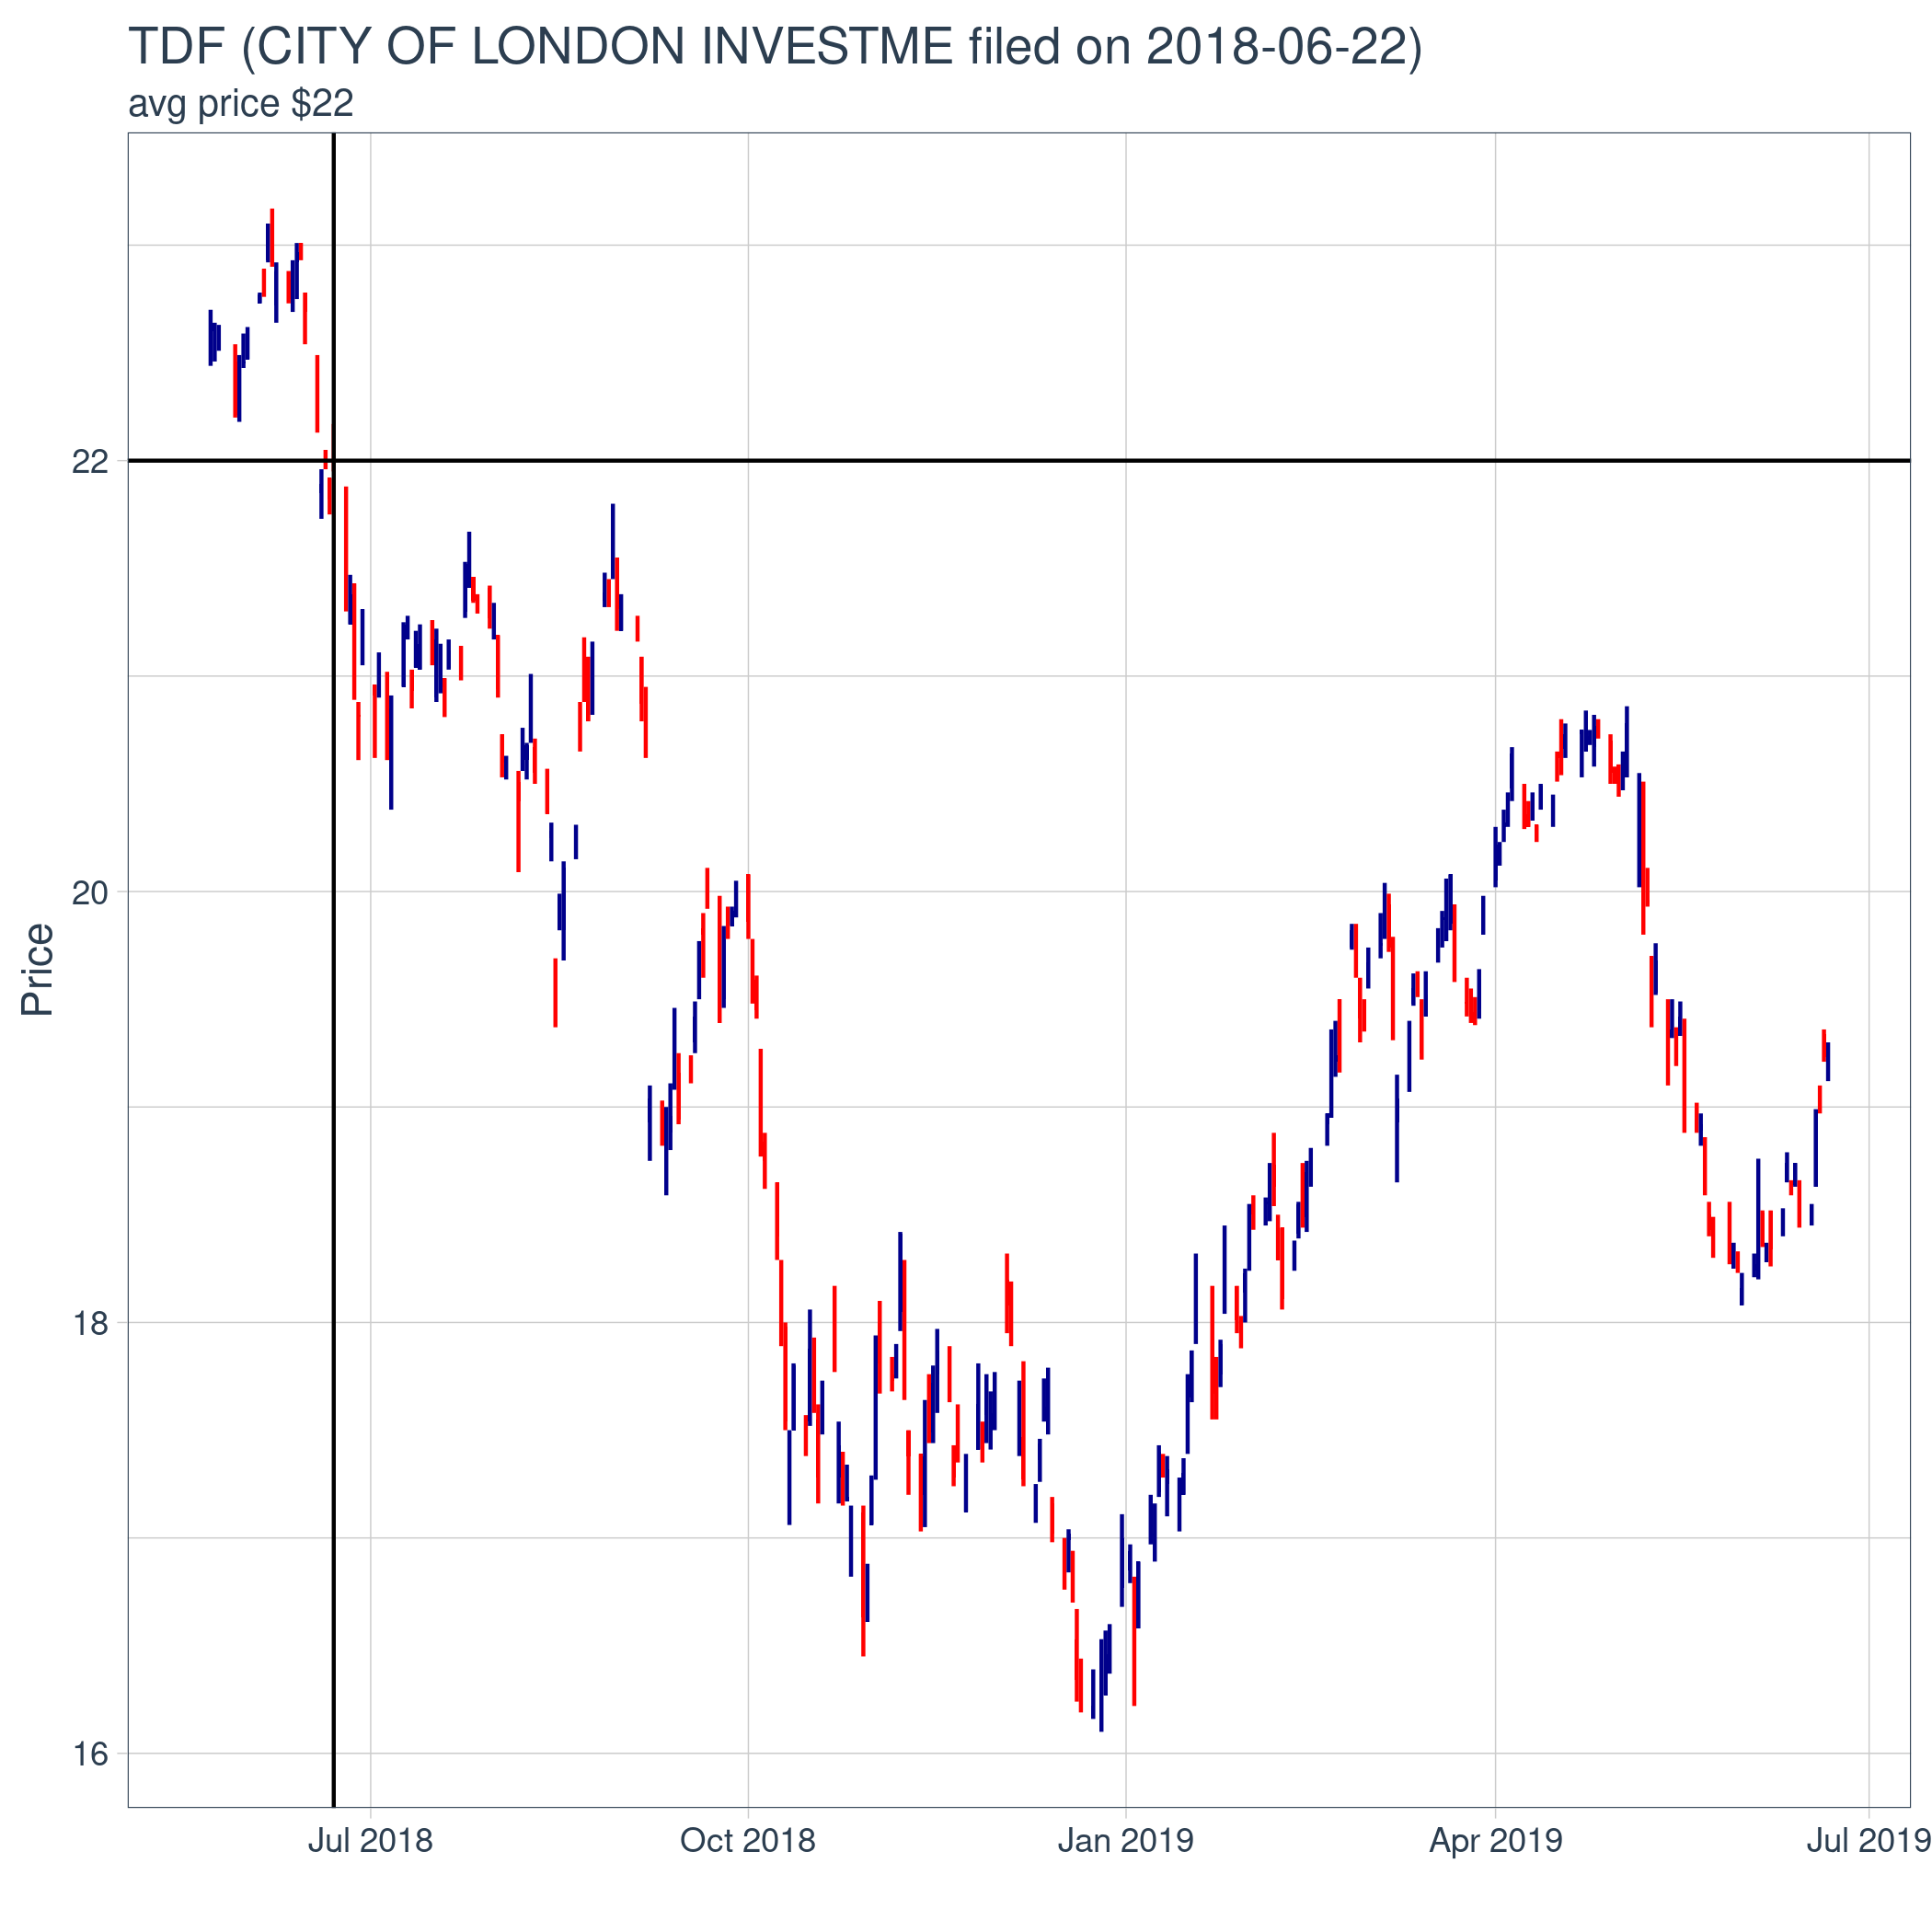 TDF (CITY OF LONDON INVESTME filed on 2018-06-22)
avg price $22
22
20
18
16
Price
Jul 2018
Oct 2018
Jan 2019
Apr 2019
Jul 2019